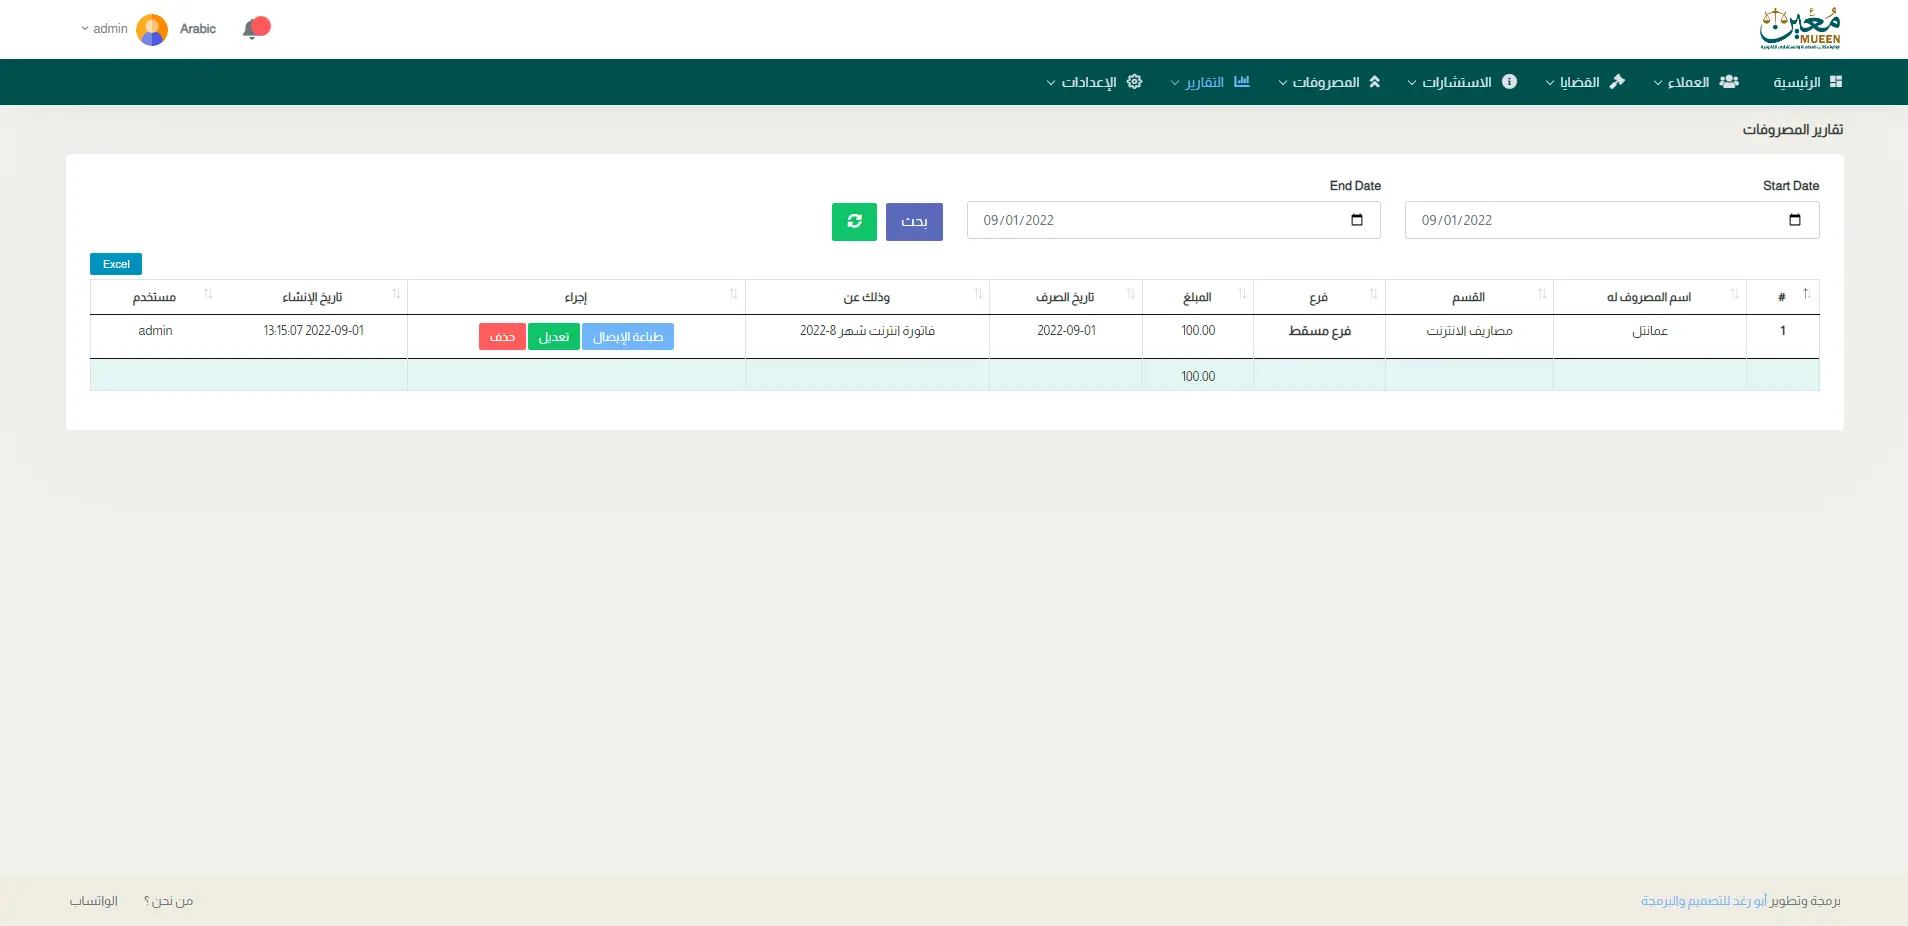 مُعين
MUEEN
Arabic
admin
الرئيسية العملاء القضايا الاستشارات المصروفات التقارير الإعدادات
تقارير المصروفات
Start Date End Date
09/01/2022 09/01/2022 بحث
Excel
# اسم المصروف له القسم فرع المبلغ تاريخ الصرف وذلك عن إجراء تاريخ الإنشاء مستخدم
1 عمانتل مصاريف الانترنت فرع مسقط 100.00 2022-09-01 فاتورة انترنت شهر 8-2022 طباعة الإيصال تعديل حذف 2022-09-01 13:15:07 admin
100.00
برمجة وتطوير أبو رغد للتصميم والبرمجة من نحن ؟ الواتساب